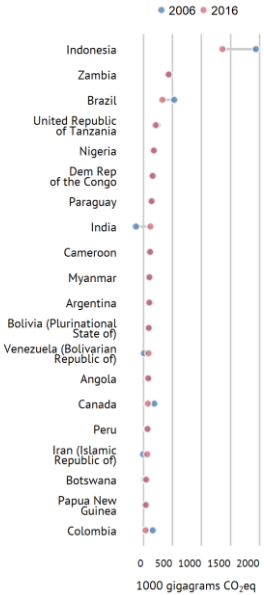 2006 2016
Indonesia
Zambia
Brazil
United Republic
of Tanzania
Nigeria
Dem Rep
of the Congo
Paraguay
India
Cameroon
Myanmar
Argentina
Bolivia (Plurinational
State of)
Venezuela (Bolivarian
Republic of)
Angola
Canada
Peru
Iran (Islamic
Republic of)
Botswana
Papua New
Guinea
Colombia
0 500 1000 1500 2000
1000 gigagrams CO₂eq